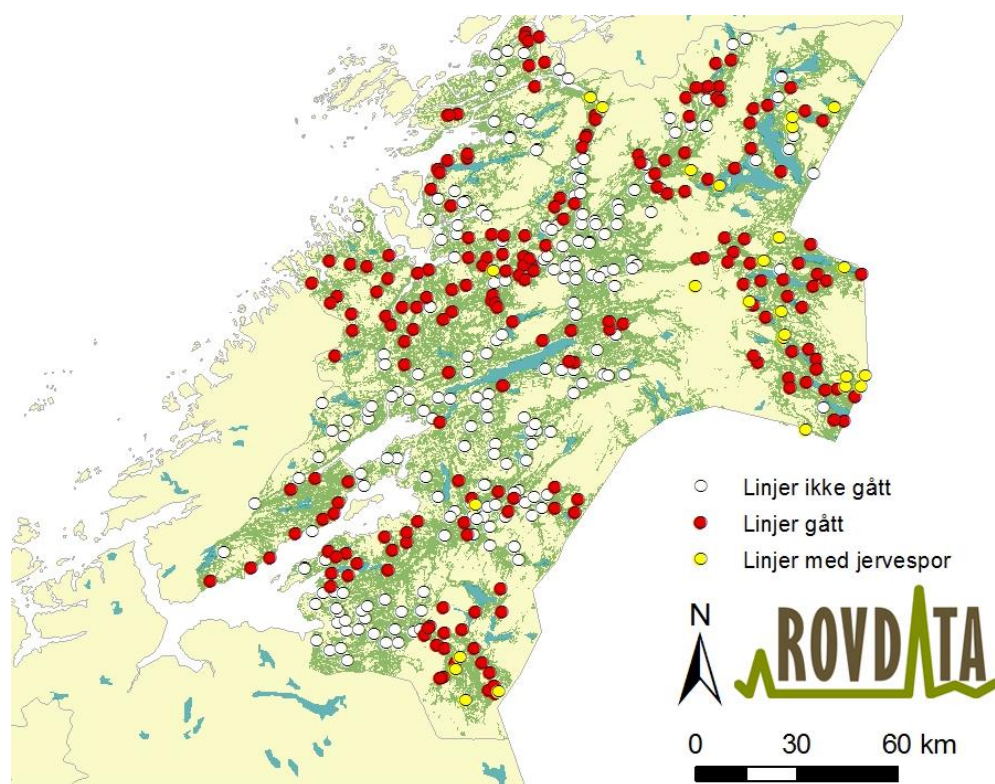 Linjer ikke gått
Linjer gått
Linjer med jervespor
N
ROVDATA
0 30 60 km